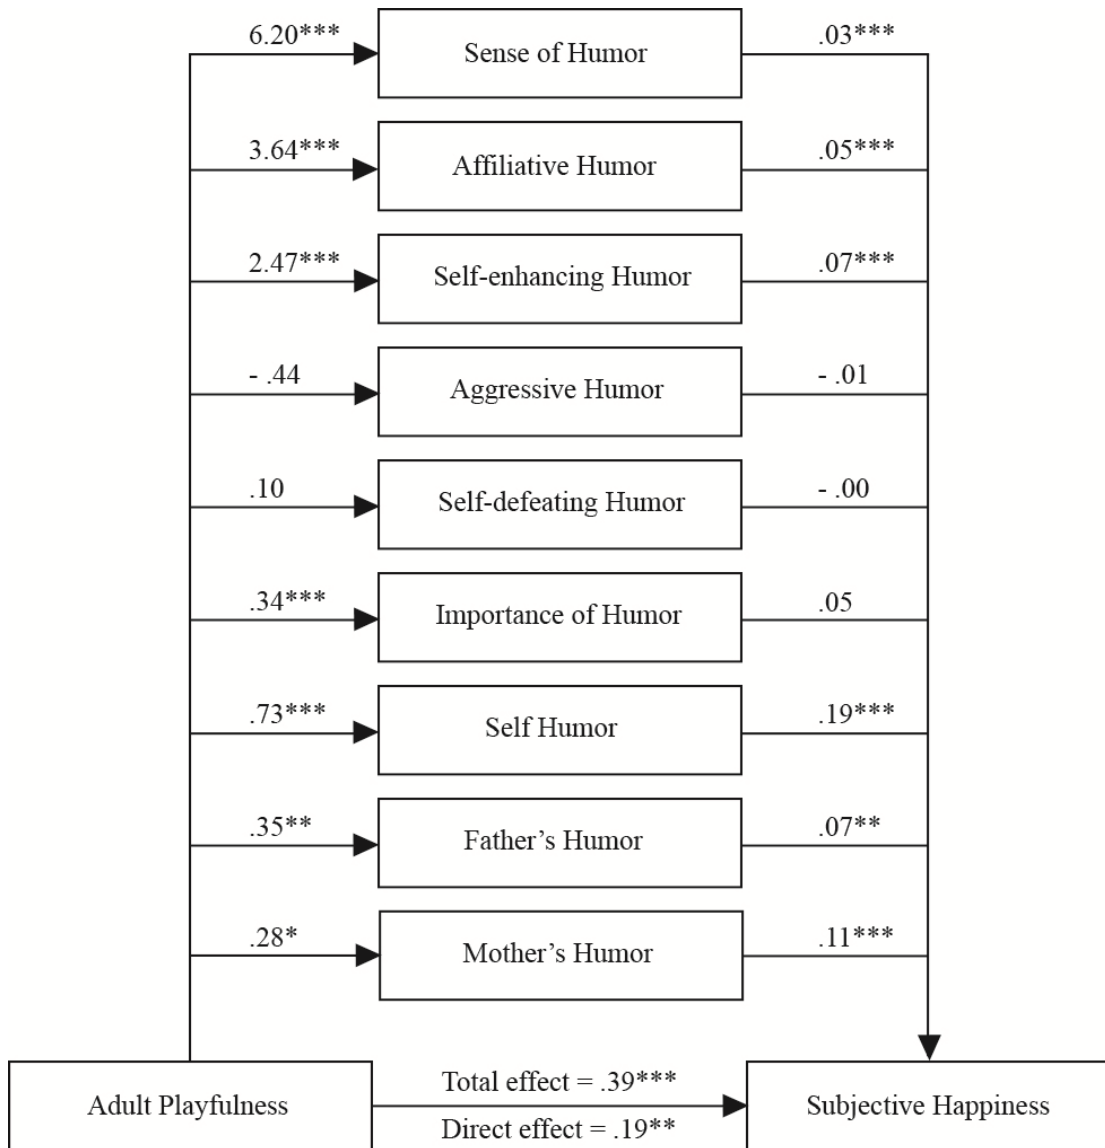 6.20***
Sense of Humor
.03***
3.64***
Affiliative Humor
.05***
2.47***
Self-enhancing Humor
.07***
- .44
Aggressive Humor
- .01
.10
Self-defeating Humor
- .00
.34***
Importance of Humor
.05
.73***
Self Humor
.19***
.35**
Father’s Humor
.07**
.28*
Mother’s Humor
.11***
Adult Playfulness
Total effect = .39***
Direct effect = .19**
Subjective Happiness